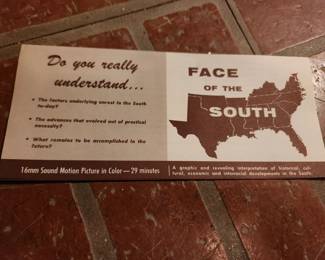 Do you really
understand...
• The factors underlying unrest in the South
to-day?
• The advances that evolved out of practical
necessity?
• What remains to be accomplished in the
future?
16mm Sound Motion Picture in Color—29 minutes
FACE
OF THE
SOUTH
A graphic and revealing interpretation of historical, cul-
tural, economic and interracial developments in the South.